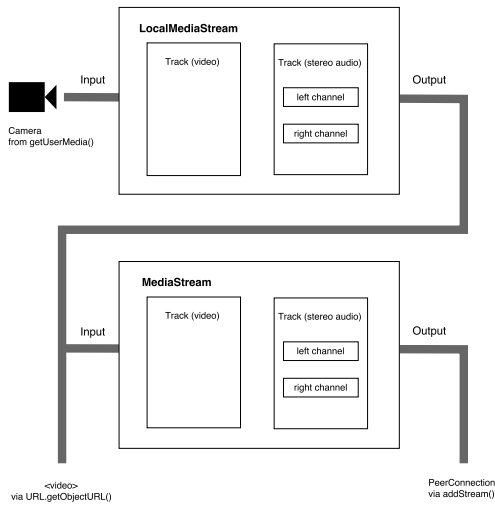 LocalMediaStream
Input
Track (video)
Track (stereo audio)
Output
left channel
right channel
Camera
from getUserMedia()
MediaStream
Input
Track (video)
Track (stereo audio)
Output
left channel
right channel
<video>
via URL.getObjectURL()
PeerConnection
via addStream()